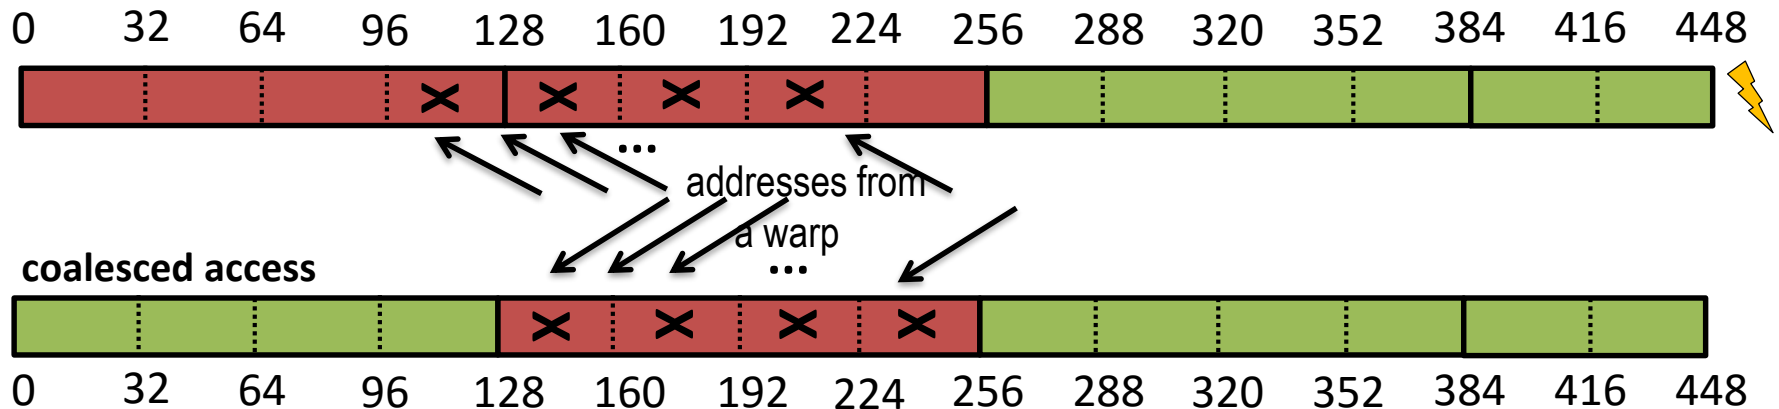 0 32 64 96 128 160 192 224 256 288 320 352 384 416 448
X X X X
...
addresses from
a warp
coalesced access
...
X X X X
0 32 64 96 128 160 192 224 256 288 320 352 384 416 448